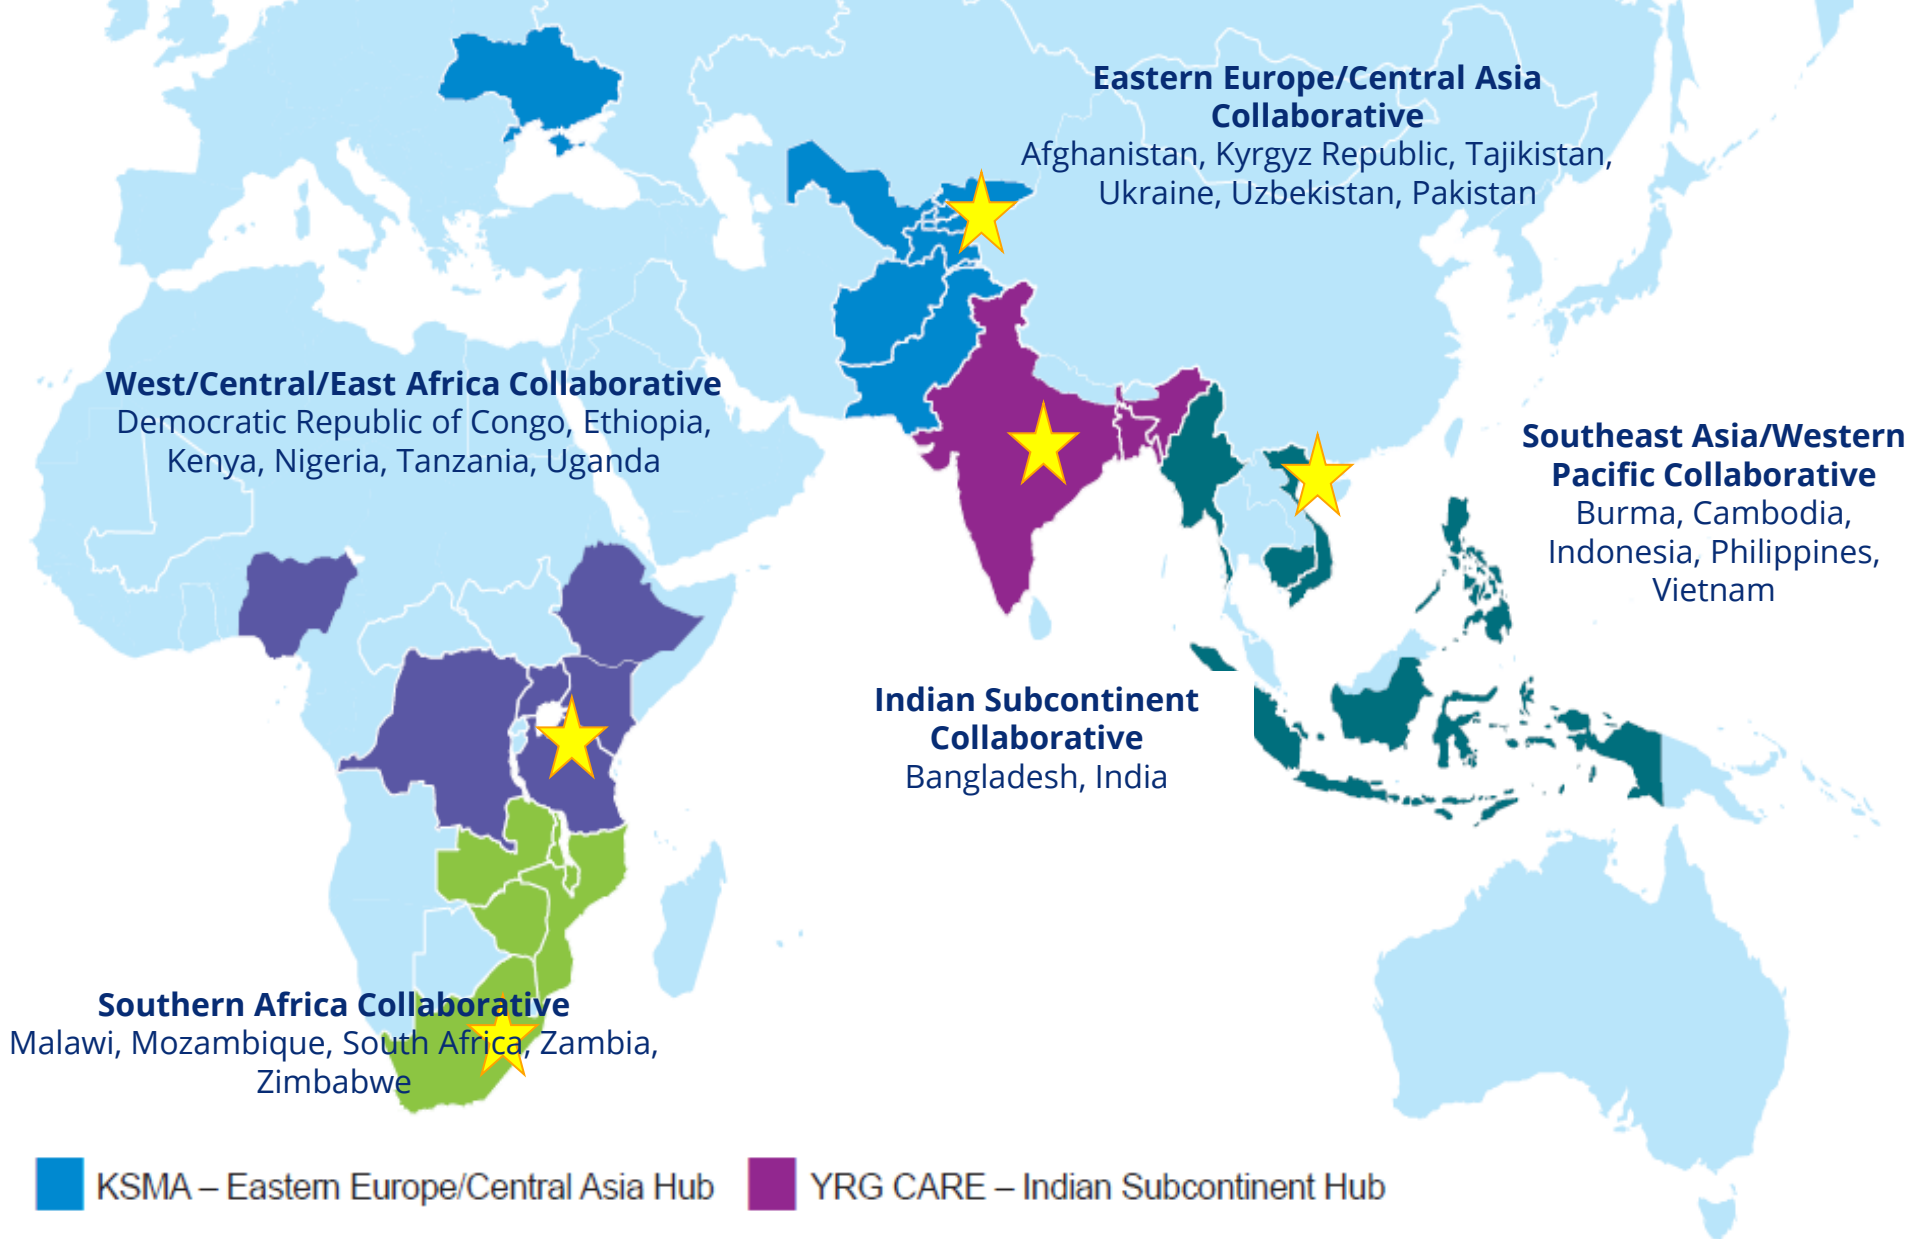 Eastern Europe/Central Asia
Collaborative
Afghanistan, Kyrgyz Republic, Tajikistan,
Ukraine, Uzbekistan, Pakistan
West/Central/East Africa Collaborative
Democratic Republic of Congo, Ethiopia,
Kenya, Nigeria, Tanzania, Uganda
Southeast Asia/Western
Pacific Collaborative
Burma, Cambodia,
Indonesia, Philippines,
Vietnam
Indian Subcontinent
Collaborative
Bangladesh, India
Southern Africa Collaborative
Malawi, Mozambique, South Africa, Zambia,
Zimbabwe
KSMA – Eastern Europe/Central Asia Hub
YRG CARE – Indian Subcontinent Hub